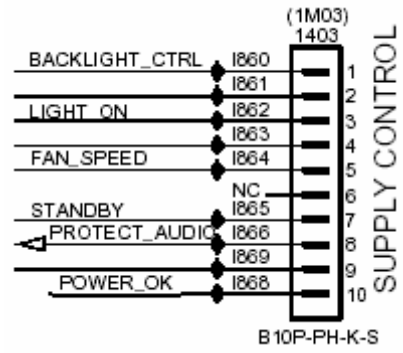 (1M03)
1403
BACKLIGHT_CTRL I860 1
I861 2
LIGHT_ON I862 3
I863 4
FAN_SPEED I864 5
NC 6
STANDBY I865 7
PROTECT_AUDIO I866 8
I869 9
POWER_OK I868 10
SUPPLY CONTROL
B10P-PH-K-S